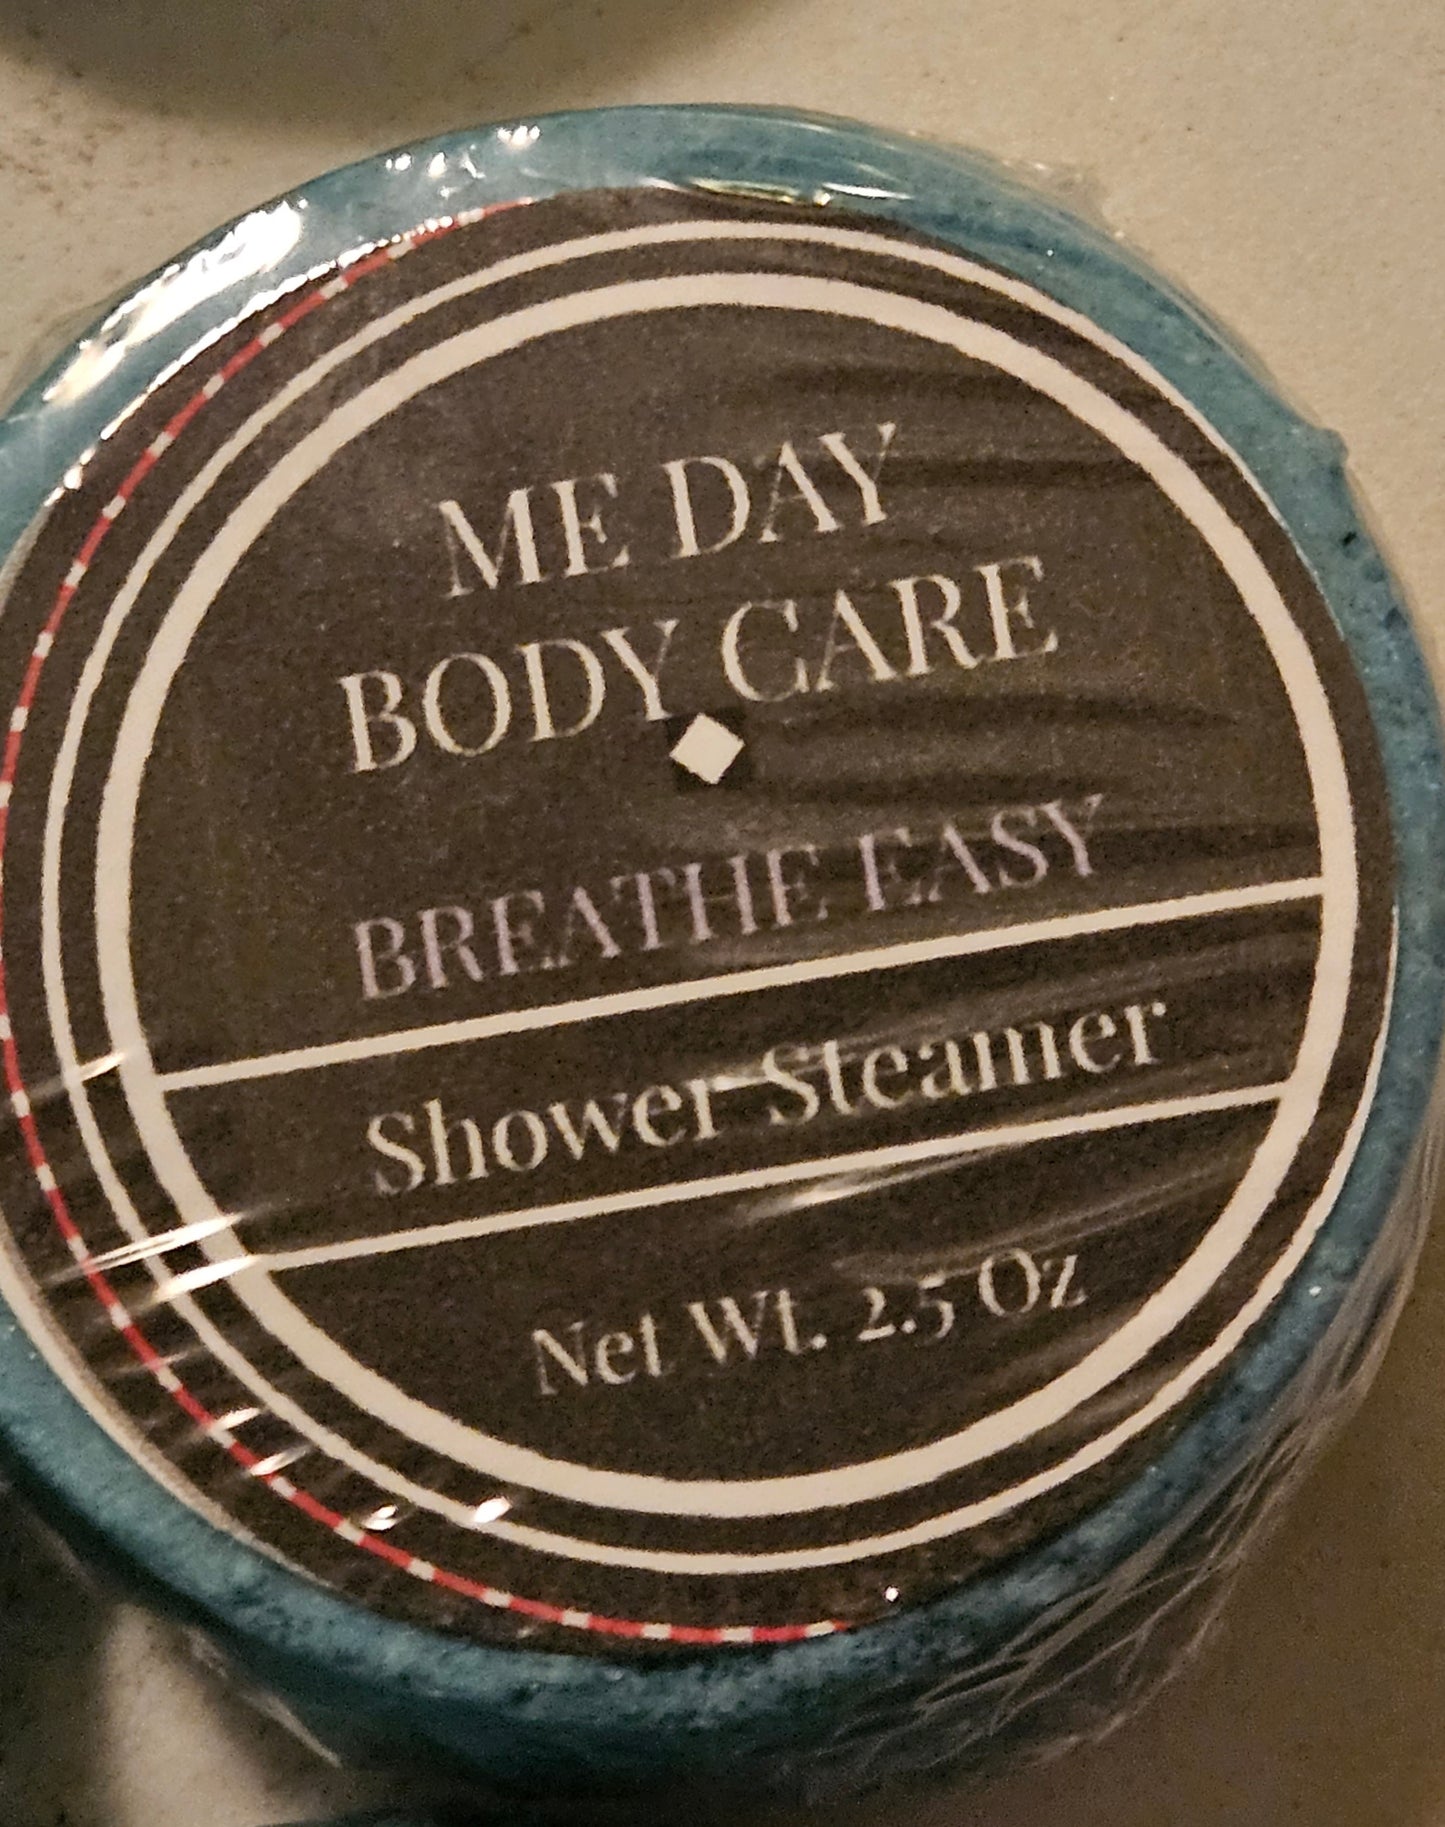 ME DAY
BODY CARE
BREATHE EASY
Shower Steamer
Net Wt. 2.5 Oz